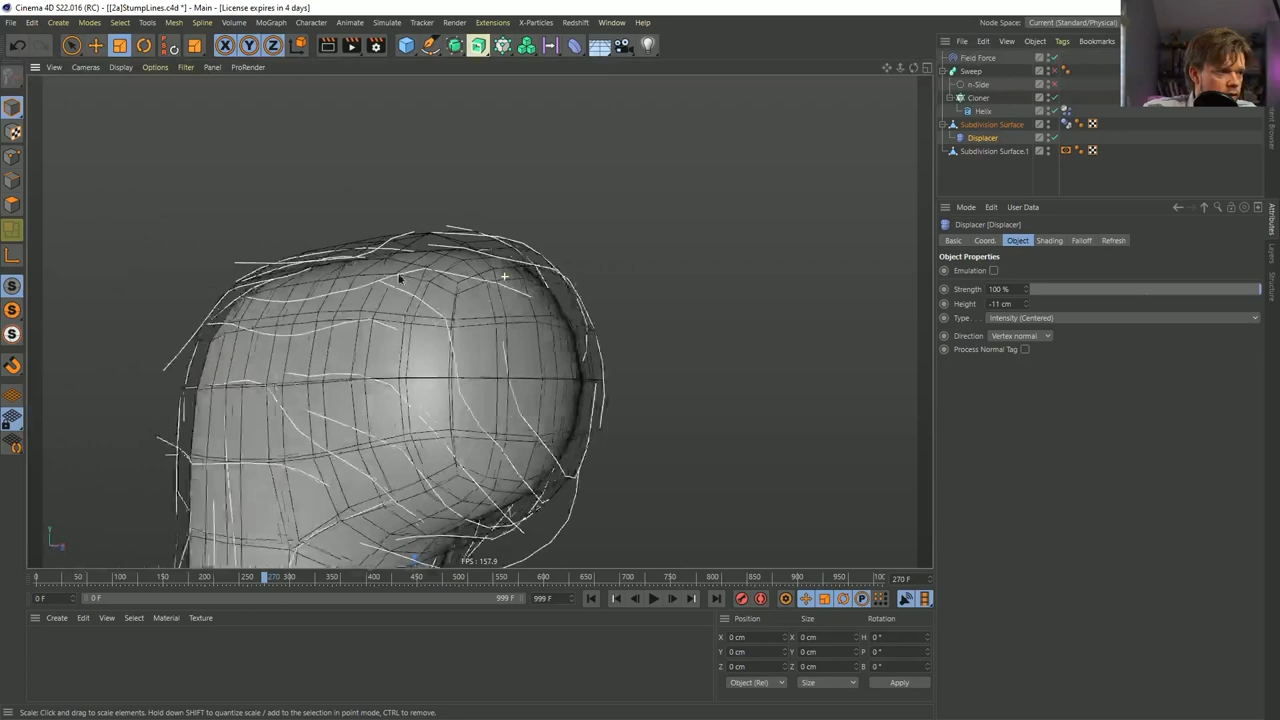 Cinema 4D S22.016 (RC) - [[2a]StumpLines.c4d *] - Main - [License expires in 4 days]
File Edit Create Modes Select Tools Mesh Spline Volume MoGraph Character Animate Simulate Tracker Render Extensions X-Particles Redshift Window Help
Node Space: Current (Standard/Physical)
X Y Z
File Edit View Object Tags Bookmarks
View Cameras Display Options Filter Panel ProRender
Field Force
Sweep
n-Side
Cloner
Helix
Subdivision Surface
Displacer
Subdivision Surface.1
Content Browser
Mode Edit User Data
Attributes
Layers
Structure
Displacer [Displacer]
Basic Coord. Object Shading Falloff Refresh
Object Properties
Emulation
Strength 100 %
Height -11 cm
Type . . . Intensity (Centered)
Direction Vertex normal
Process Normal Tag
S
S
S
Y
FPS : 157.9
0 50 100 150 200 250 270 300 350 400 450 500 550 600 650 700 750 800 850 900 950 100 270 F
0 F 0 F 999 F 999 F
P
Create Edit View Select Material Texture
Position Size Rotation
X 0 cm X 0 cm H 0 °
Y 0 cm Y 0 cm P 0 °
Z 0 cm Z 0 cm B 0 °
Object (Rel) Size Apply
Scale: Click and drag to scale elements. Hold down SHIFT to quantize scale / add to the selection in point mode, CTRL to remove.